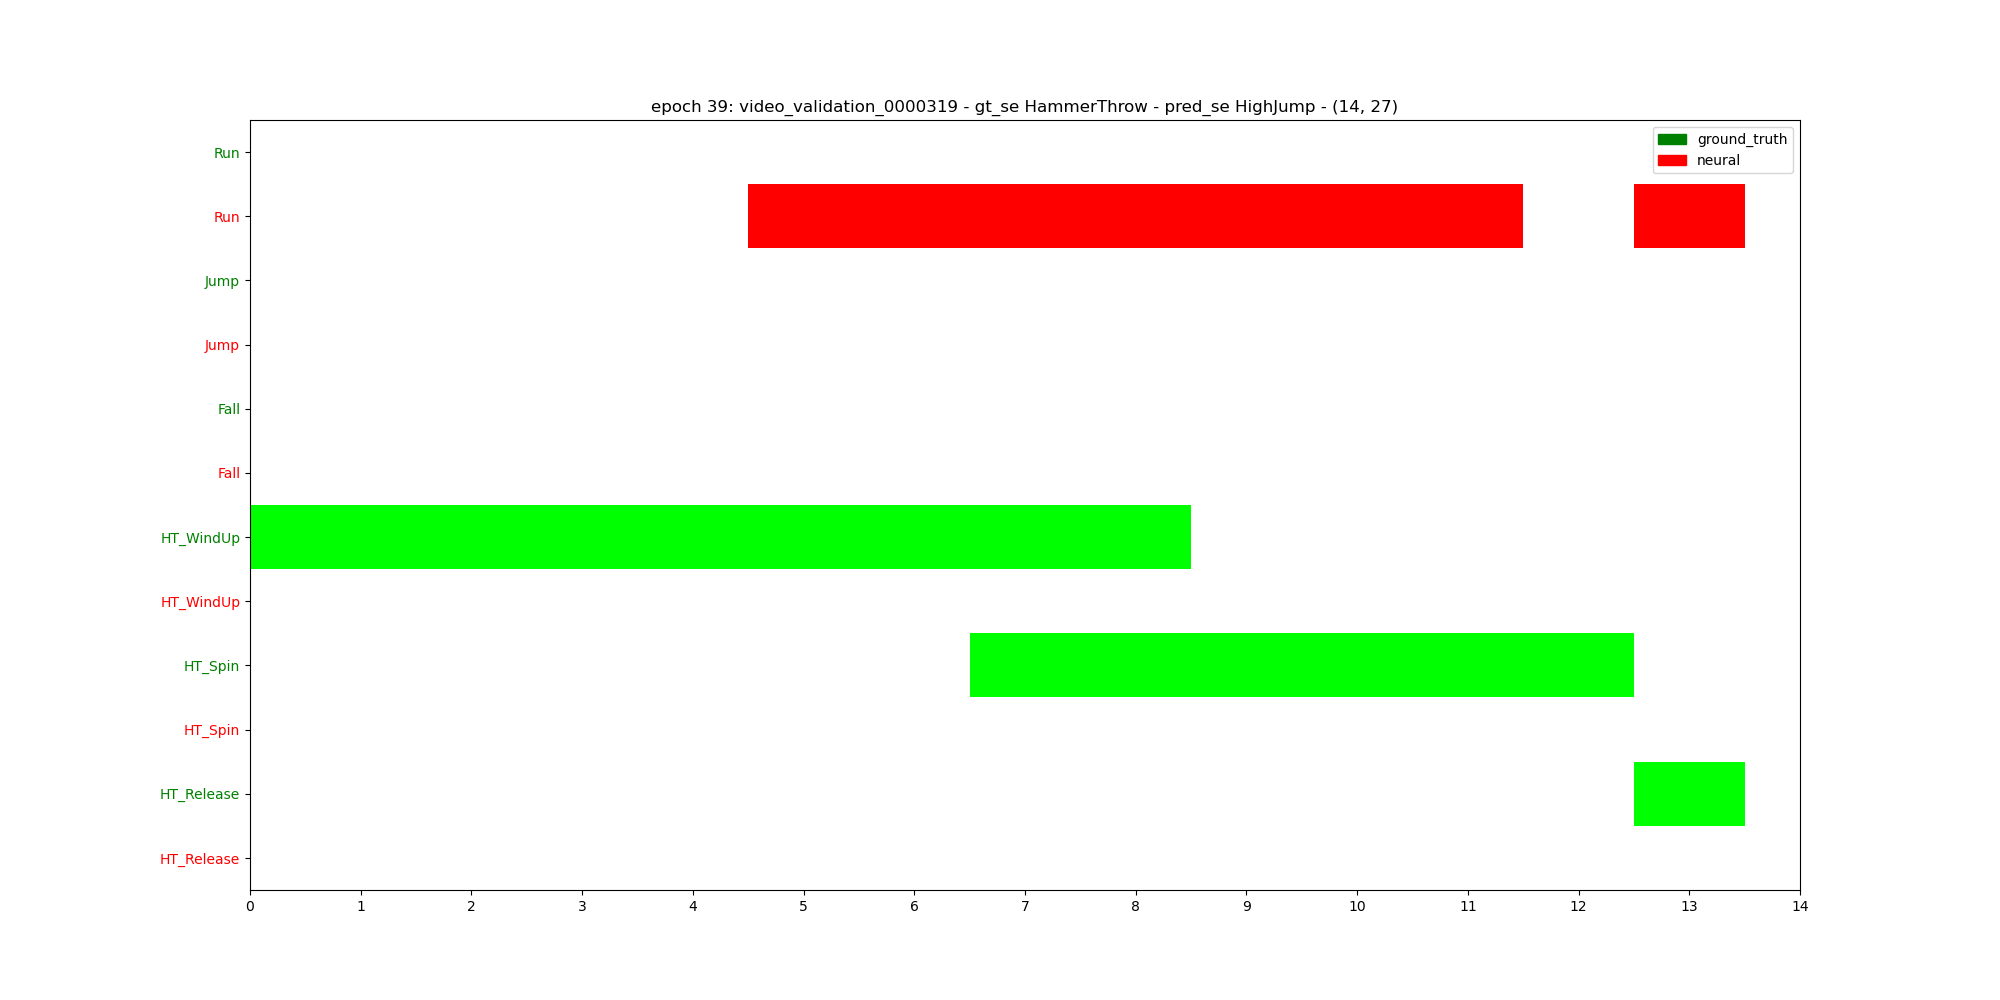 epoch 39: video_validation_0000319 - gt_se HammerThrow - pred_se HighJump - (14, 27)
ground_truth
neural
Run
Run
Jump
Jump
Fall
Fall
HT_WindUp
HT_WindUp
HT_Spin
HT_Spin
HT_Release
HT_Release
0 1 2 3 4 5 6 7 8 9 10 11 12 13 14